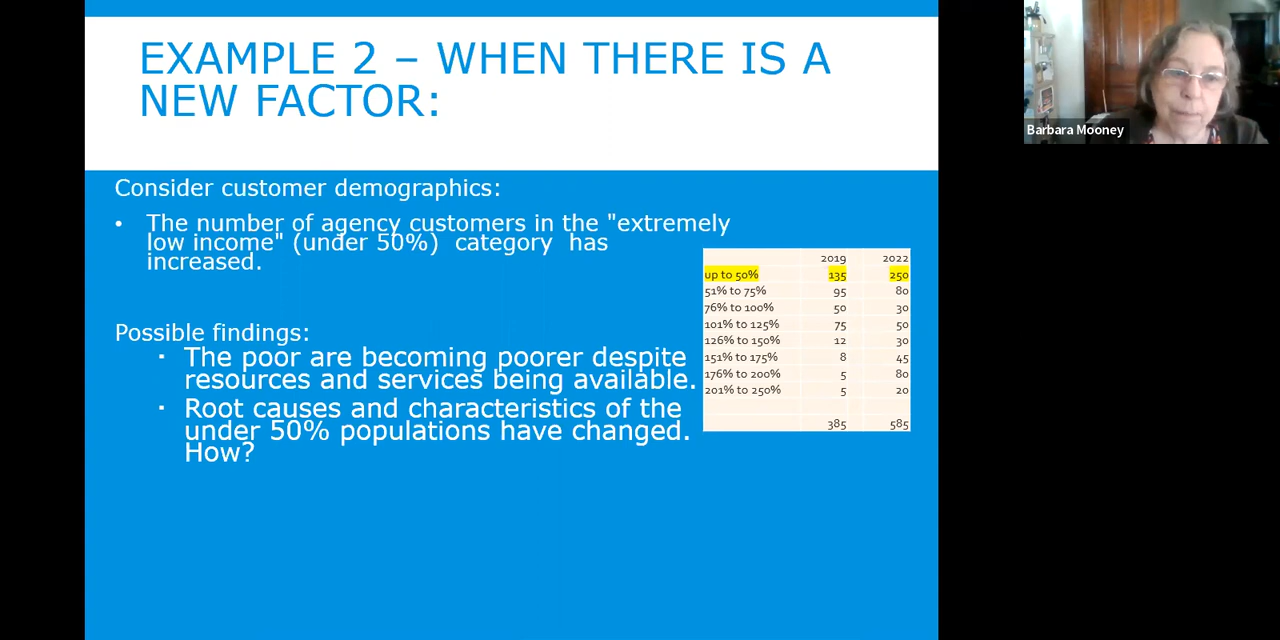 EXAMPLE 2 – WHEN THERE IS A
NEW FACTOR:
Barbara Mooney
Consider customer demographics:
• The number of agency customers in the "extremely
low income" (under 50%) category has
increased.
Possible findings:
▪ The poor are becoming poorer despite
resources and services being available.
▪ Root causes and characteristics of the
under 50% populations have changed.
How?
2019 2022
up to 50% 135 250
51% to 75% 95 80
76% to 100% 50 30
101% to 125% 75 50
126% to 150% 12 30
151% to 175% 8 45
176% to 200% 5 80
201% to 250% 5 20
385 585